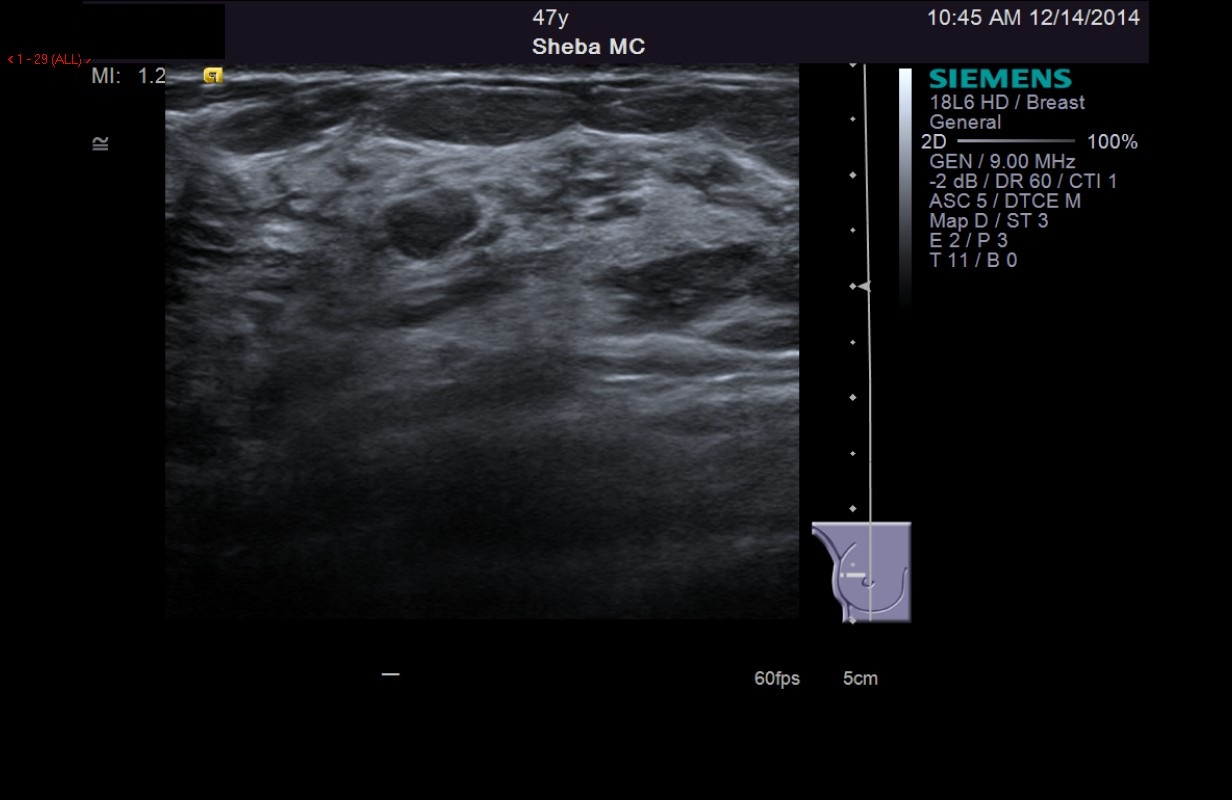 47y
10:45 AM 12/14/2014
Sheba MC
1 - 29 (ALL)
MI: 1.2
SIEMENS
18L6 HD / Breast
General
2D 100%
GEN / 9.00 MHz
-2 dB / DR 60 / CTI 1
ASC 5 / DTCE M
Map D / ST 3
E 2 / P 3
T 11 / B 0
60fps
5cm